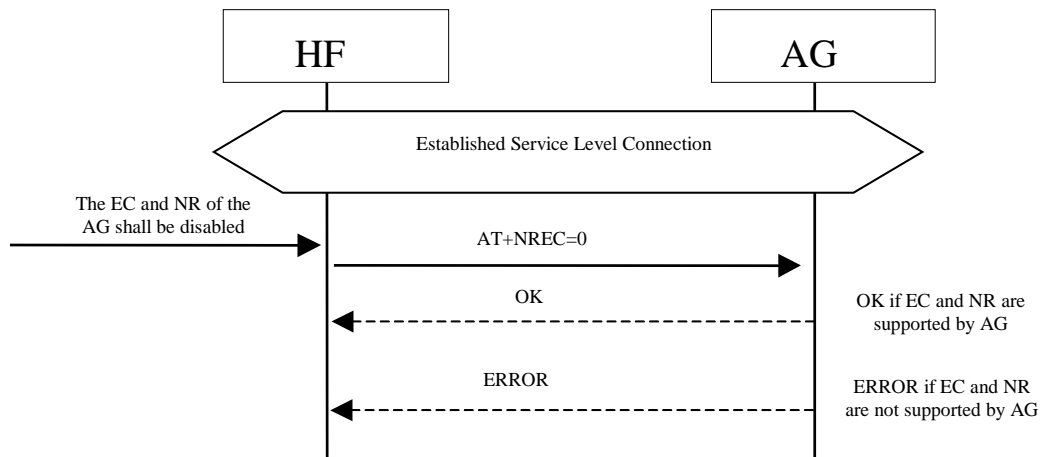 HF
AG
Established Service Level Connection
The EC and NR of the
AG shall be disabled
AT+NREC=0
OK
OK if EC and NR are
supported by AG
ERROR
ERROR if EC and NR
are not supported by AG